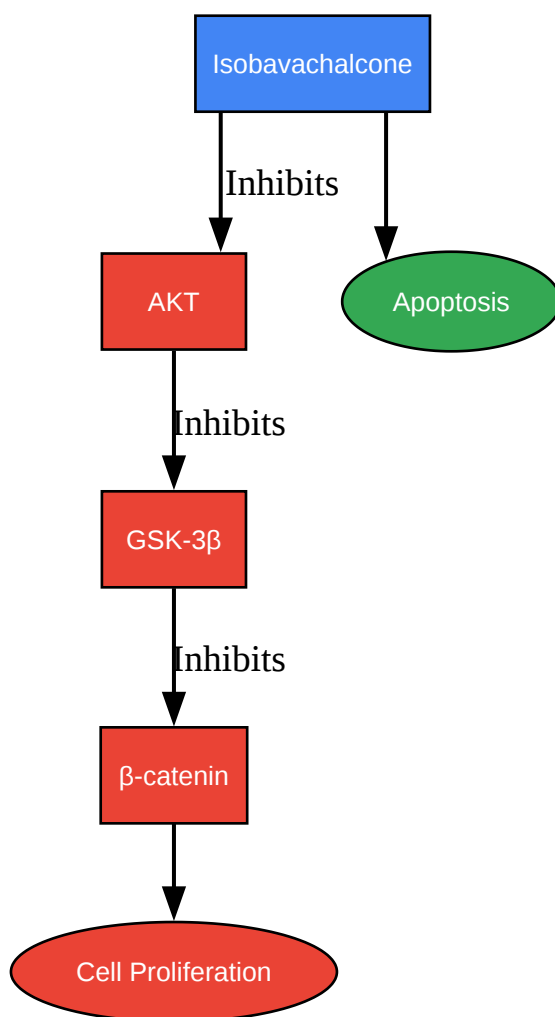 Isobavachalcone
Inhibits
AKT
Apoptosis
Inhibits
GSK-3β
Inhibits
β-catenin
Cell Proliferation